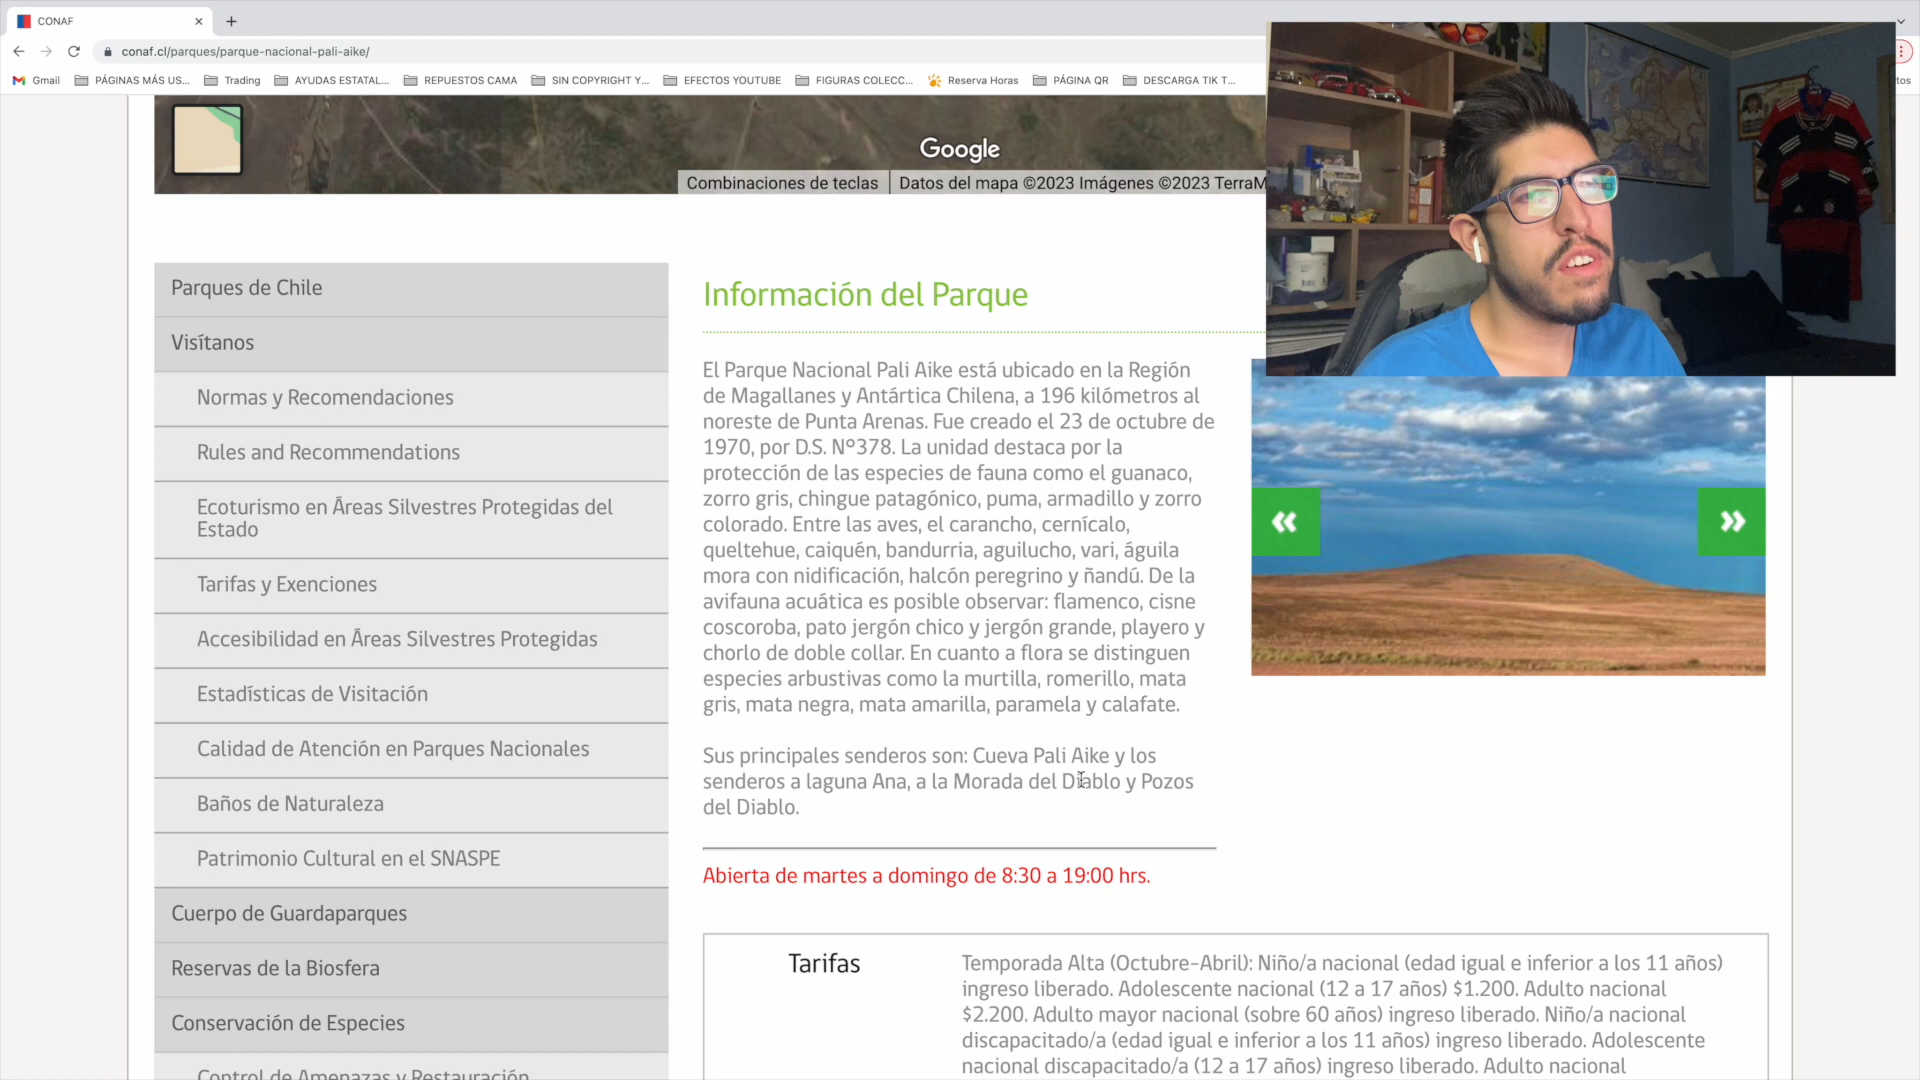 CONAF
conaf.cl/parques/parque-nacional-pali-aike/
Gmail PÁGINAS MÁS US... Trading AYUDAS ESTATAL... REPUESTOS CAMA SIN COPYRIGHT Y... EFECTOS YOUTUBE FIGURAS COLECC... Reserva Horas PÁGINA QR DESCARGA TIK T... tos
Google
Combinaciones de teclas Datos del mapa ©2023 Imágenes ©2023 TerraM
Parques de Chile
Visítanos
Normas y Recomendaciones
Rules and Recommendations
Ecoturismo en Áreas Silvestres Protegidas del
Estado
Tarifas y Exenciones
Accesibilidad en Áreas Silvestres Protegidas
Estadísticas de Visitación
Calidad de Atención en Parques Nacionales
Baños de Naturaleza
Patrimonio Cultural en el SNASPE
Cuerpo de Guardaparques
Reservas de la Biosfera
Conservación de Especies
Control de Amenazas y Restauración
Información del Parque
El Parque Nacional Pali Aike está ubicado en la Región
de Magallanes y Antártica Chilena, a 196 kilómetros al
noreste de Punta Arenas. Fue creado el 23 de octubre de
1970, por D.S. Nº378. La unidad destaca por la
protección de las especies de fauna como el guanaco,
zorro gris, chingue patagónico, puma, armadillo y zorro
colorado. Entre las aves, el carancho, cernícalo,
queltehue, caiquén, bandurria, aguilucho, vari, águila
mora con nidificación, halcón peregrino y ñandú. De la
avifauna acuática es posible observar: flamenco, cisne
coscoroba, pato jergón chico y jergón grande, playero y
chorlo de doble collar. En cuanto a flora se distinguen
especies arbustivas como la murtilla, romerillo, mata
gris, mata negra, mata amarilla, paramela y calafate.
Sus principales senderos son: Cueva Pali Aike y los
senderos a laguna Ana, a la Morada del Diablo y Pozos
del Diablo.
Abierta de martes a domingo de 8:30 a 19:00 hrs.
Tarifas
Temporada Alta (Octubre-Abril): Niño/a nacional (edad igual e inferior a los 11 años)
ingreso liberado. Adolescente nacional (12 a 17 años) $1.200. Adulto nacional
$2.200. Adulto mayor nacional (sobre 60 años) ingreso liberado. Niño/a nacional
discapacitado/a (edad igual e inferior a los 11 años) ingreso liberado. Adolescente
nacional discapacitado/a (12 a 17 años) ingreso liberado. Adulto nacional